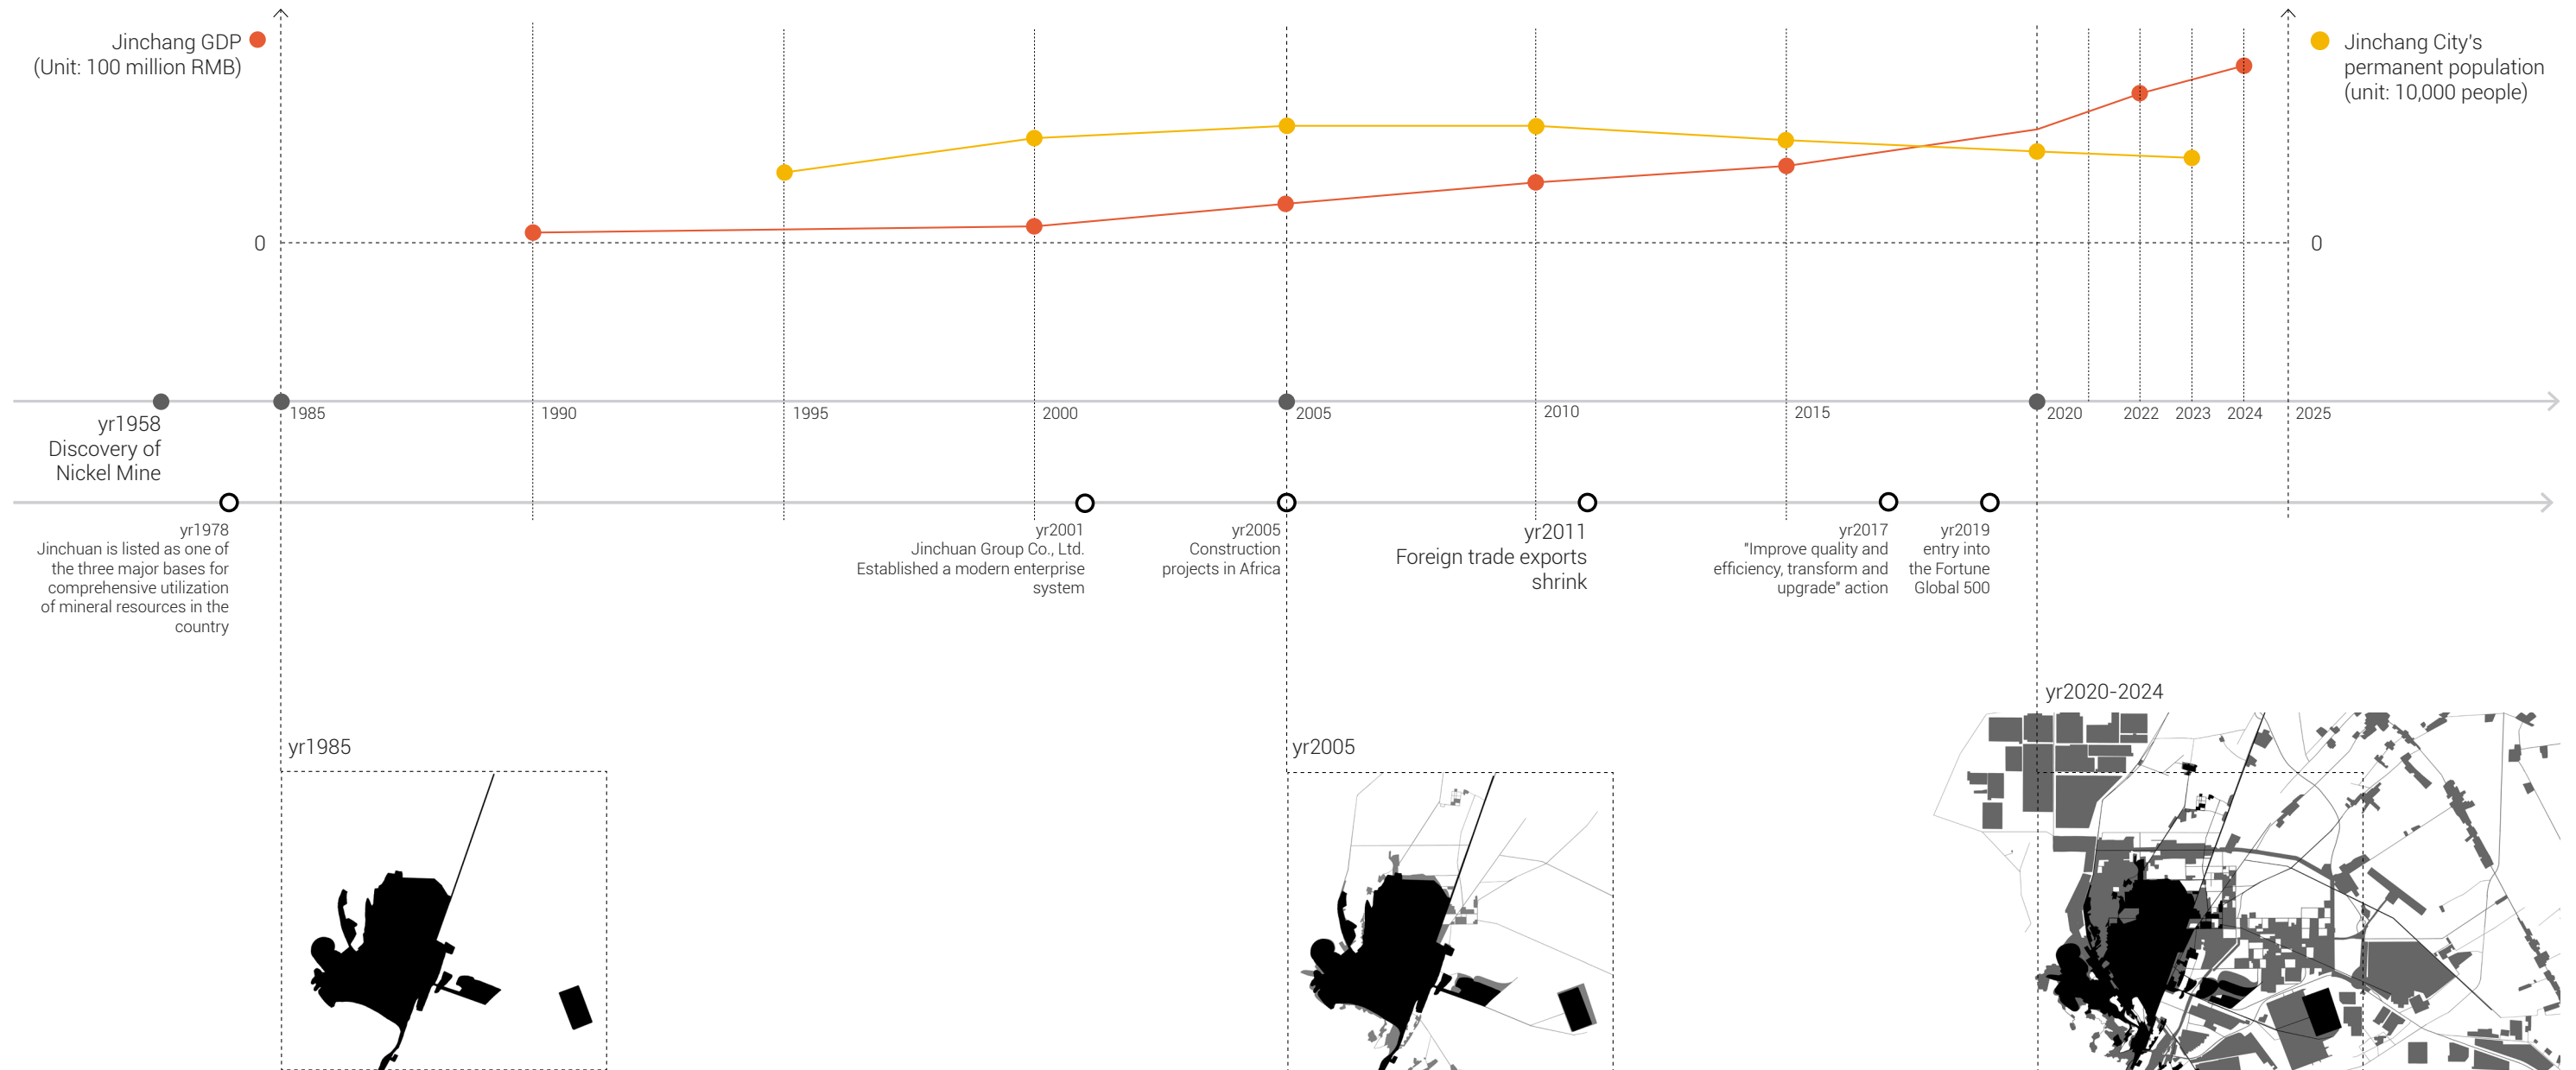 Jinchang GDP
(Unit: 100 million RMB)
Jinchang City's
permanent population
(unit: 10,000 people)
0
0
1985
1990
1995
2000
2005
2010
2015
2020
2022
2023
2024
2025
yr1958
Discovery of
Nickel Mine
yr1978
Jinchuan is listed as one of
the three major bases for
comprehensive utilization
of mineral resources in the
country
yr2001
Jinchuan Group Co., Ltd.
Established a modern enterprise
system
yr2005
Construction
projects in Africa
yr2011
Foreign trade exports
shrink
yr2017
"Improve quality and
efficiency, transform and
upgrade" action
yr2019
entry into
the Fortune
Global 500
yr1985
yr2005
yr2020-2024